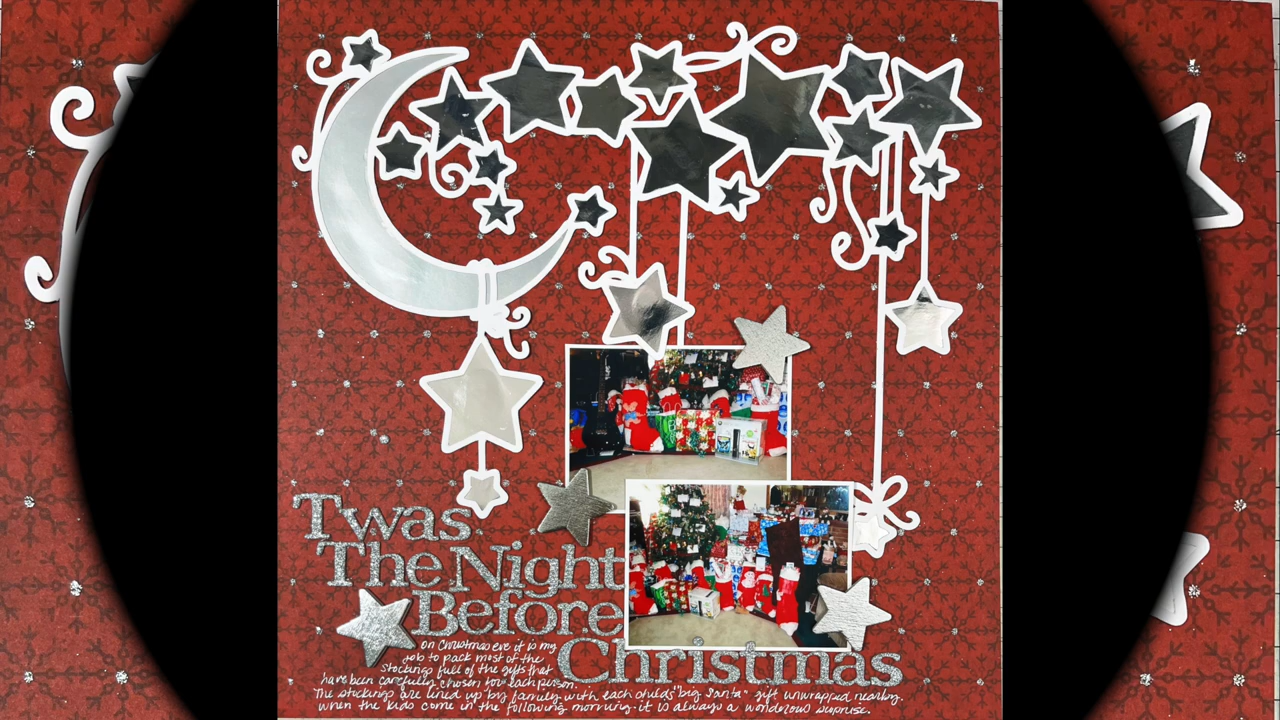 Twas
The Night
Before
Christmas
on Christmas eve it is my
job to pack most of the
stockings full of the gifts that
have been carefully chosen for each person.
The stockings are lined up by family with each childs "big Santa" gift unwrapped nearby.
when the kids come in the following morning it is always a wonderous surprise.